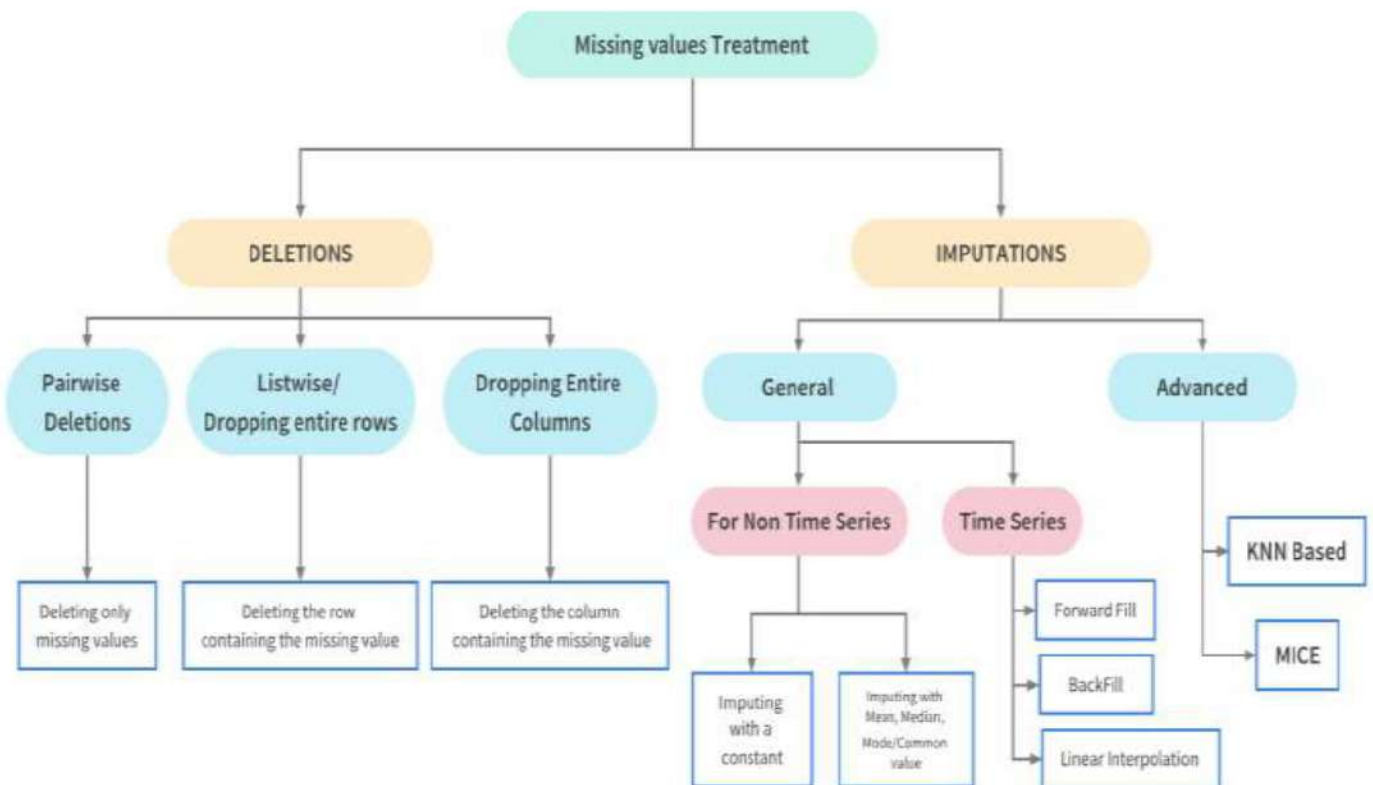 Missing values Treatment
DELETIONS
IMPUTATIONS
Pairwise
Deletions
Listwise/
Dropping entire rows
Dropping Entire
Columns
General
Advanced
For Non Time Series
Time Series
KNN Based
MICE
Deleting only
missing values
Deleting the row
containing the missing value
Deleting the column
containing the missing value
Forward Fill
BackFill
Linear Interpolation
Imputing
with a
constant
Imputing with
Mean, Median,
Mode/Common
value